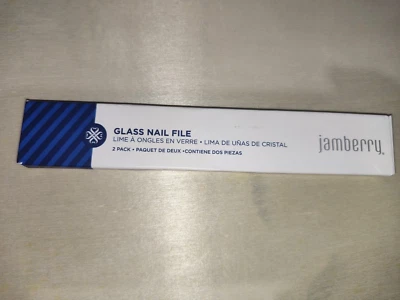 GLASS NAIL FILE
LIME À ONGLES EN VERRE • LIMA DE UÑAS DE CRISTAL
2 PACK • PAQUET DE DEUX •CONTIENE DOS PIEZAS
jamberry®